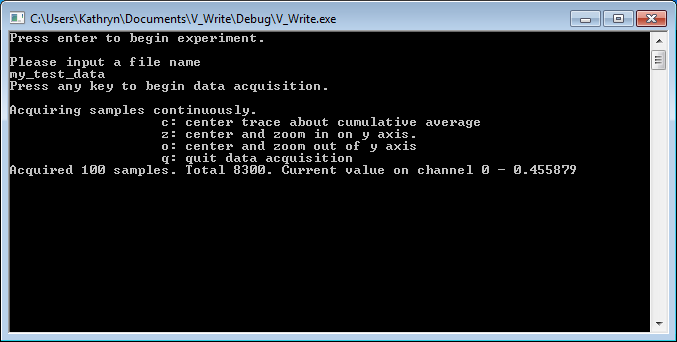 C:\Users\Kathryn\Documents\V_Write\Debug\V_Write.exe
Press enter to begin experiment.
Please input a file name
my_test_data
Press any key to begin data acquisition.
Acquiring samples continuously.
c: center trace about cumulative average
z: center and zoom in on y axis.
o: center and zoom out of y axis
q: quit data acquisition
Acquired 100 samples. Total 8300. Current value on channel 0 - 0.455879